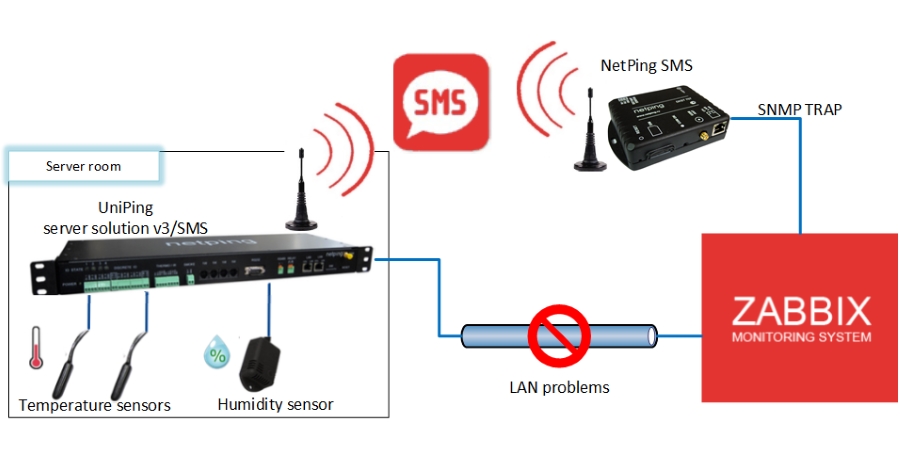 NetPing SMS
SMS
SNMP TRAP
netping
Server room
UniPing
server solution v3/SMS
netping
ZABBIX
MONITORING SYSTEM
LAN problems
Temperature sensors
%
Humidity sensor